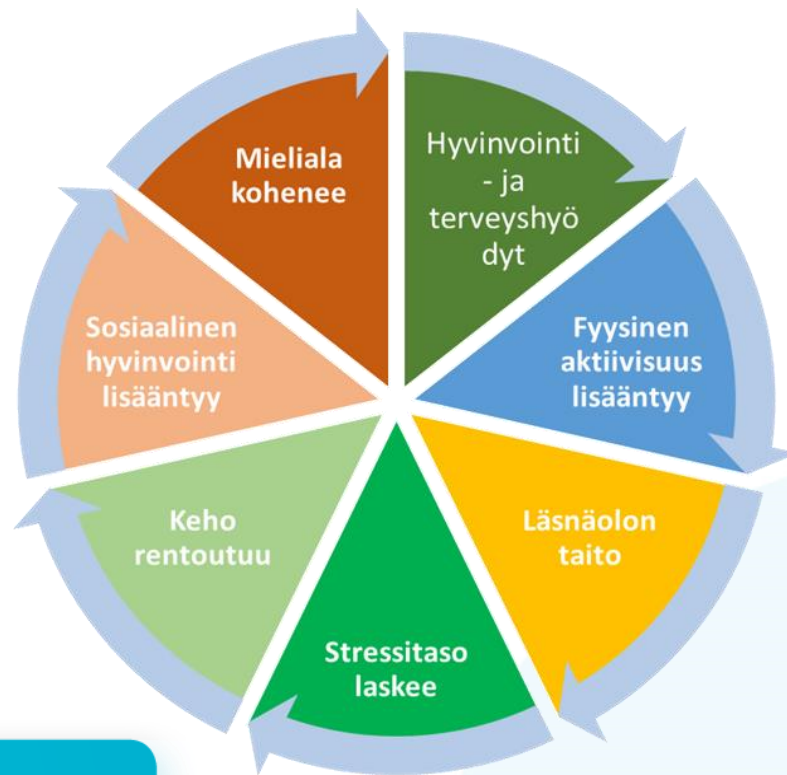 Hyvinvointi
- ja
terveyshyö
dyt
Fyysinen
aktiivisuus
lisääntyy
Läsnäolon
taito
Stressitaso
laskee
Keho
rentoutuu
Sosiaalinen
hyvinvointi
lisääntyy
Mieliala
kohenee